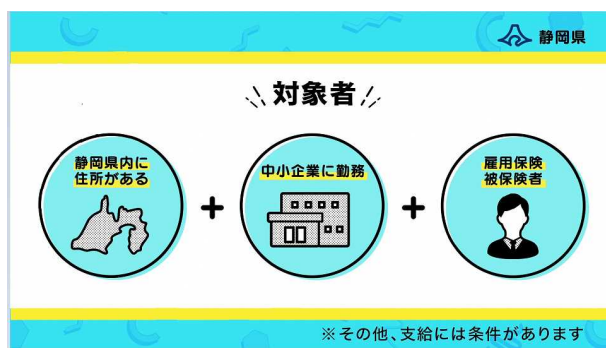 静岡県
対象者
静岡県内に
住所がある
+
中小企業に勤務
+
雇用保険
被保険者
※その他、支給には条件があります